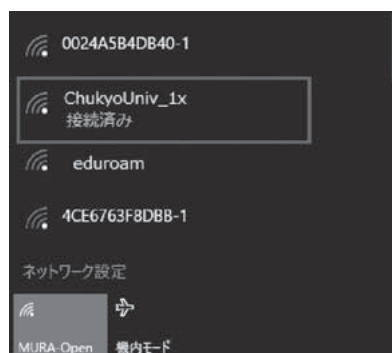 0024A5B4DB40-1
ChukyoUniv_1x
接続済み
eduroam
4CE6763F8DBB-1
ネットワーク設定
MURA-Open 機内モード